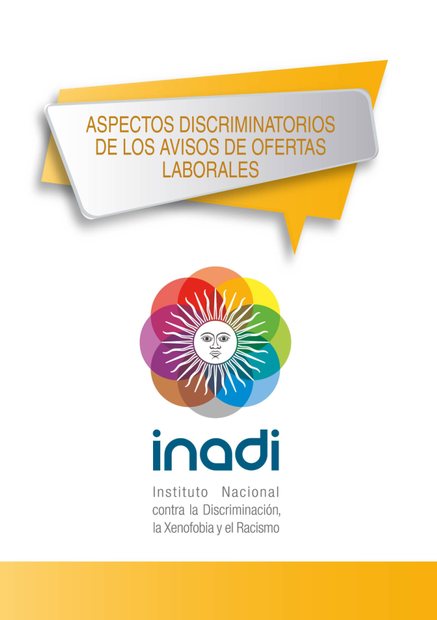 ASPECTOS DISCRIMINATORIOS
DE LOS AVISOS DE OFERTAS
LABORALES
inadi
Instituto Nacional
contra la Discriminación,
la Xenofobia y el Racismo